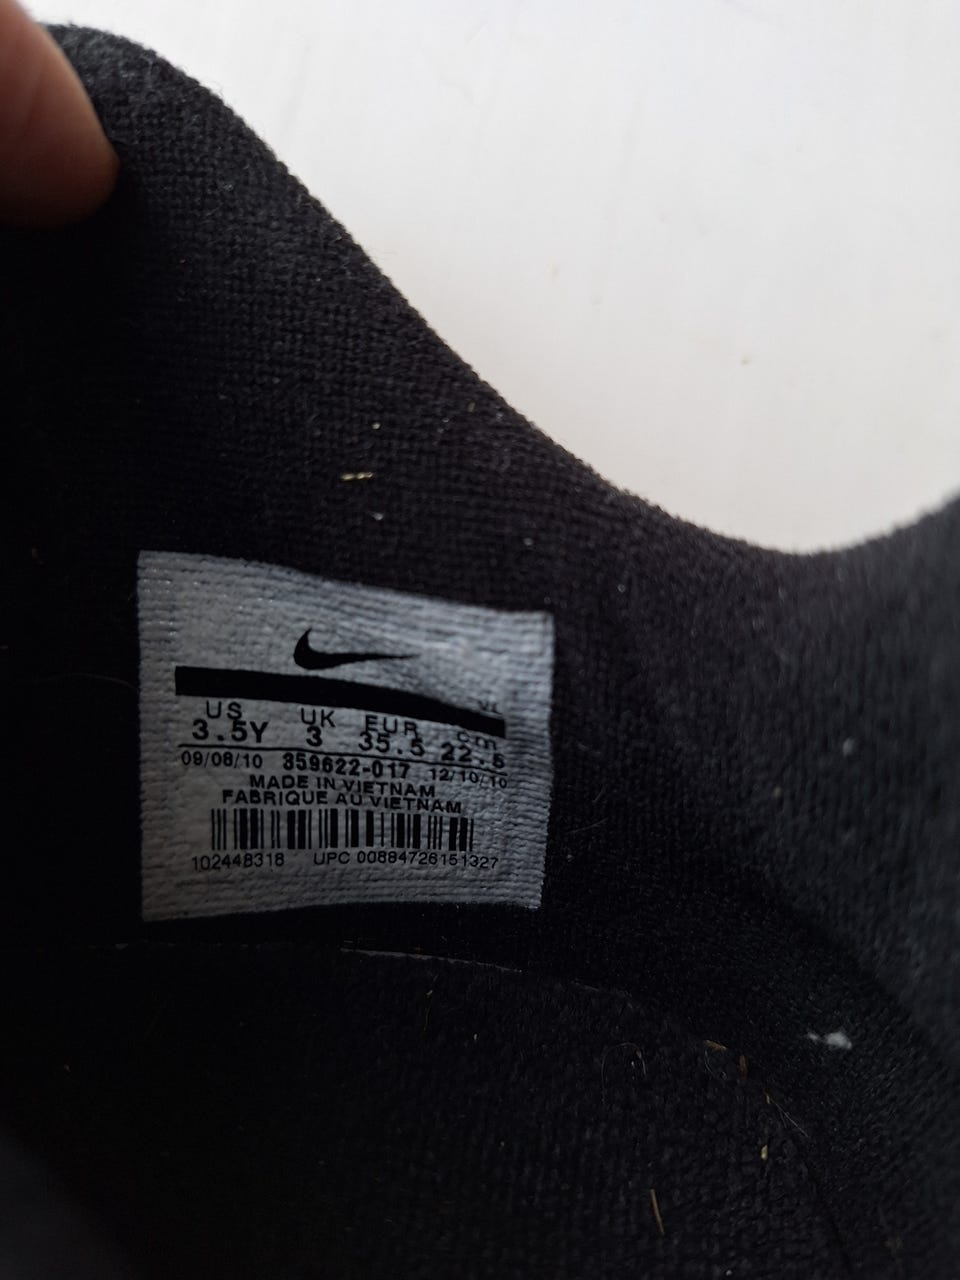 US UK EUR cm
3.5Y 3 35.5 22.5
09/08/10 359622-017 12/10/10
MADE IN VIETNAM
FABRIQUE AU VIETNAM
102448318 UPC 00884726151327